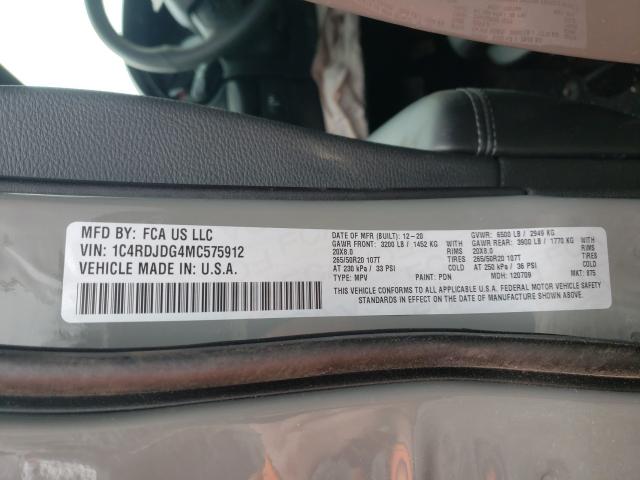 MFD BY: FCA US LLC
VIN: 1C4RDJDG4MC575912
VEHICLE MADE IN U.S.A.
DATE OF MFR (BUILT): 12-20 GVWR: 6500 LB / 2949 KG
GAWR FRONT: 3200 LB / 1452 KG GAWR REAR: 3900 LB / 1770 KG
20X8.0 RIMS 20X8.0 RIMS
265/50R20 107T TIRES 265/50R20 107T TIRES
AT 230 kPa / 33 PSI COLD AT 250 kPa / 36 PSI COLD
TYPE: MPV PAINT: PDN MDH: 120709 MKT: 875
THIS VEHICLE CONFORMS TO ALL APPLICABLE U.S.A. FEDERAL MOTOR VEHICLE SAFETY
STANDARDS IN EFFECT ON THE DATE OF MANUFACTURE SHOWN ABOVE.